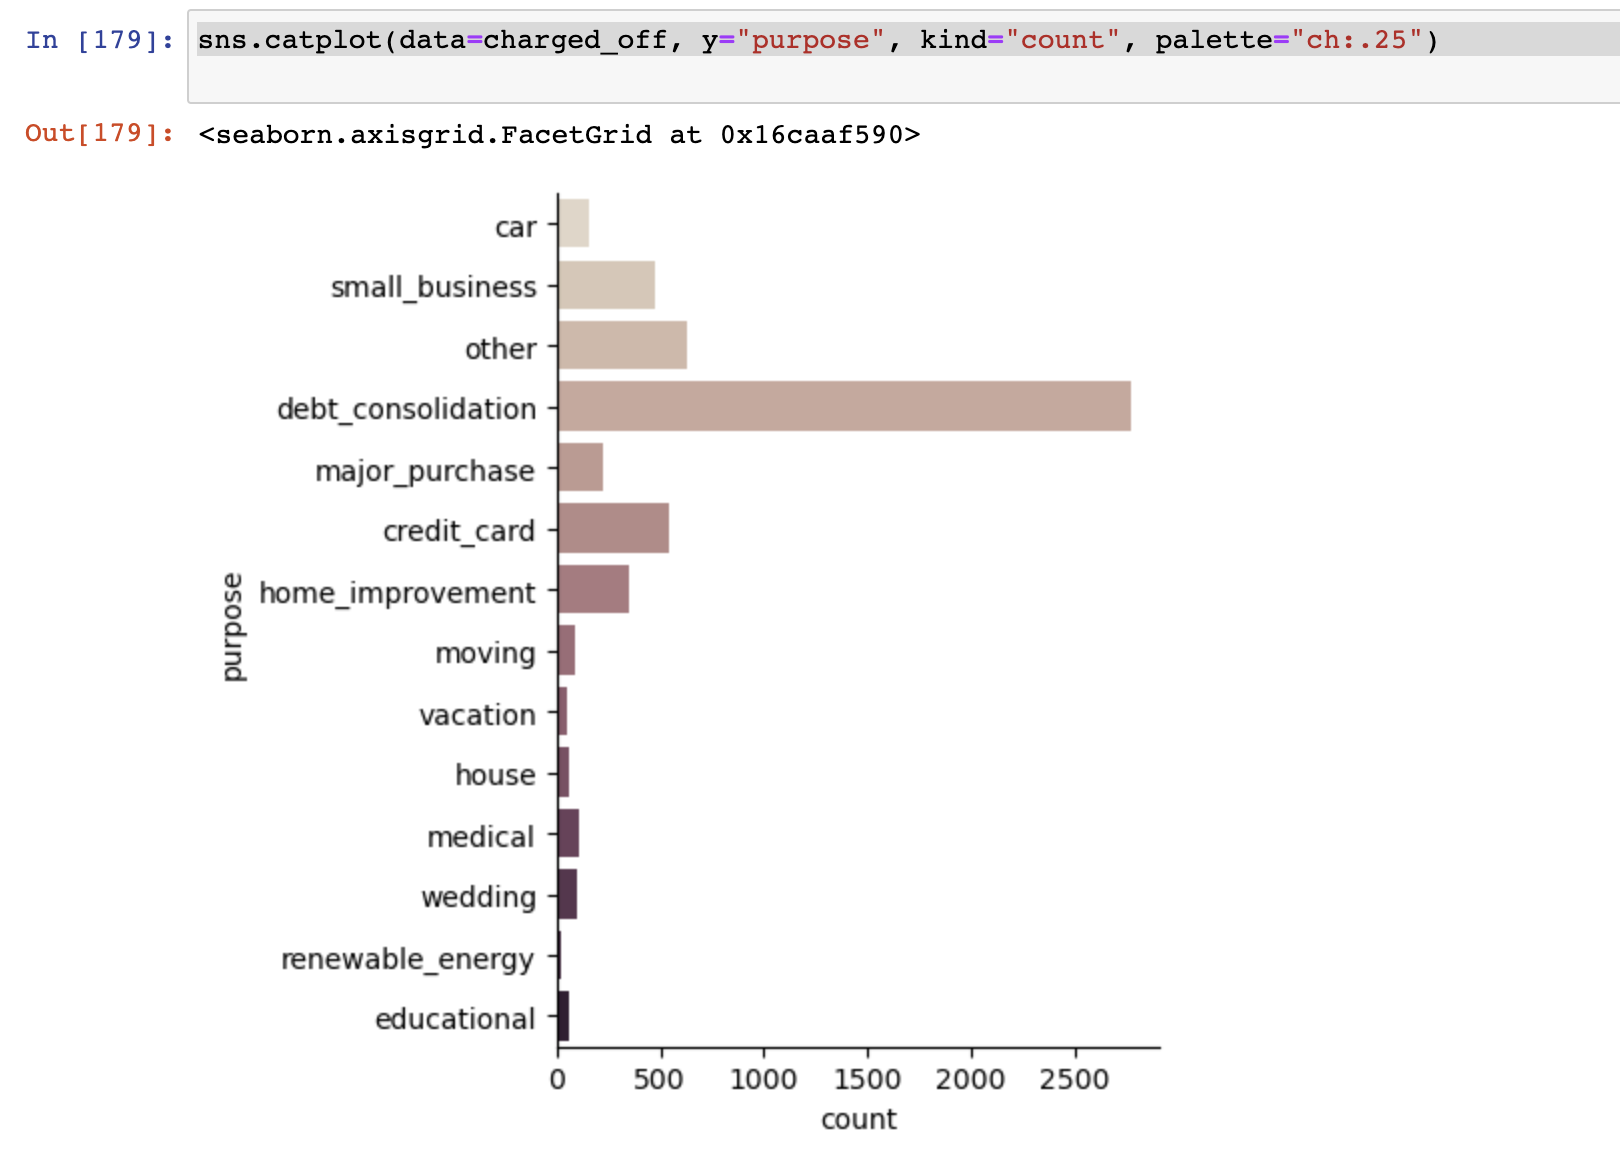 In [179]: sns.catplot(data=charged_off, y="purpose", kind="count", palette="ch:.25")
Out[179]: <seaborn.axisgrid.FacetGrid at 0x16caaf590>
car
small_business
other
debt_consolidation
major_purchase
credit_card
home_improvement
moving
vacation
house
medical
wedding
renewable_energy
educational
purpose
0 500 1000 1500 2000 2500
count